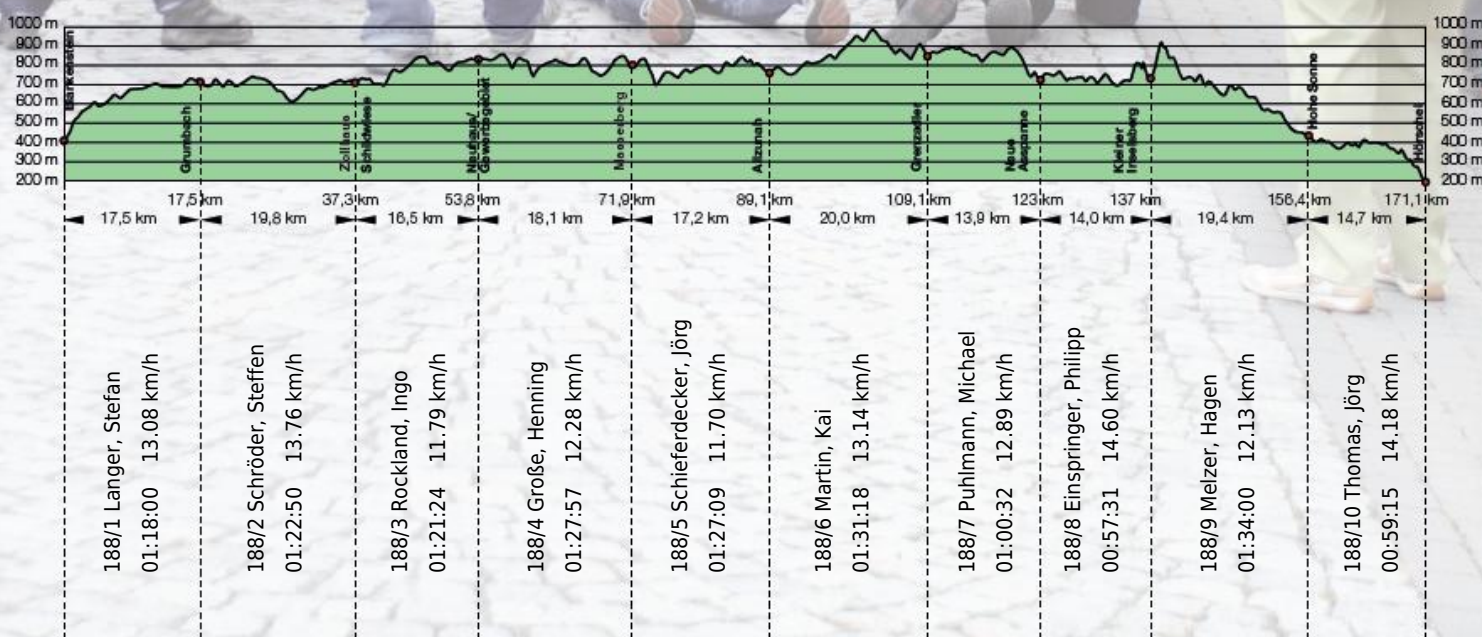 1000 m
900 m
800 m
700 m
600 m
500 m
400 m
300 m
200 m
1000 m
900 m
800 m
700 m
600 m
500 m
400 m
300 m
200 m
Blankenstein
Grumbach
Zollhaus
Schildwiese
Neuhaus/
Gewerbegebiet
Masserberg
Allzunah
Grenzadler
Neue
Ausspanne
Kleiner
Inselsberg
Hohe Sonne
Hörschel
17,5 km
37,3 km
53,8 km
71,9 km
89,1 km
109,1 km
123 km
137 km
156,4 km
171,1 km
17,5 km
19,8 km
16,5 km
18,1 km
17,2 km
20,0 km
13,9 km
14,0 km
19,4 km
14,7 km
188/1 Langer, Stefan
01:18:00 13.08 km/h
188/2 Schröder, Steffen
01:22:50 13.76 km/h
188/3 Rockland, Ingo
01:21:24 11.79 km/h
188/4 Große, Henning
01:27:57 12.28 km/h
188/5 Schieferdecker, Jörg
01:27:09 11.70 km/h
188/6 Martin, Kai
01:31:18 13.14 km/h
188/7 Puhlmann, Michael
01:00:32 12.89 km/h
188/8 Einspringer, Philipp
00:57:31 14.60 km/h
188/9 Melzer, Hagen
01:34:00 12.13 km/h
188/10 Thomas, Jörg
00:59:15 14.18 km/h